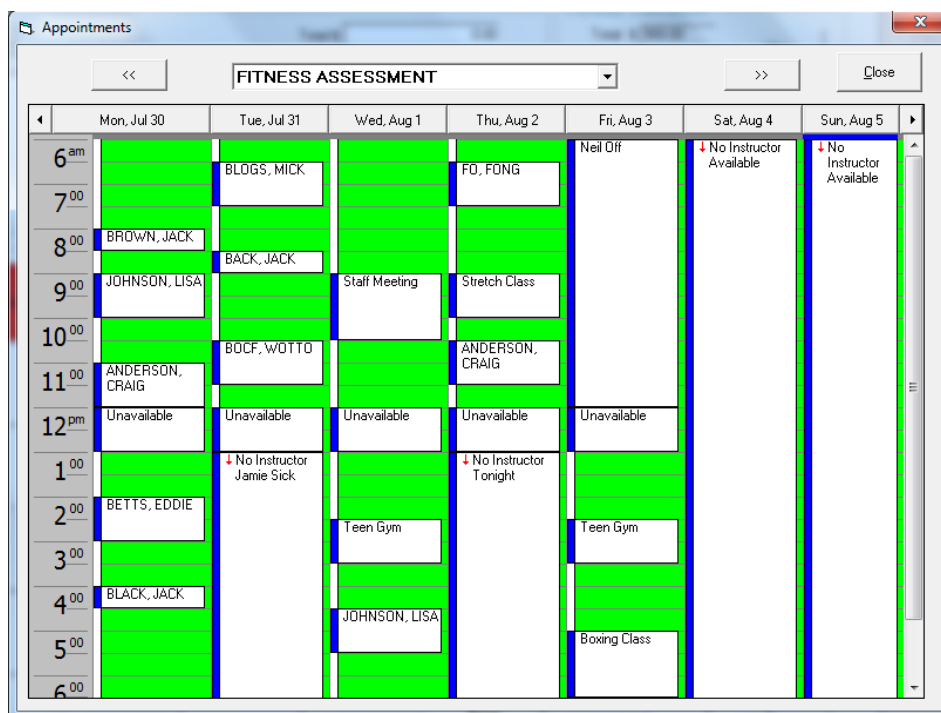 Appointments
<<
FITNESS ASSESSMENT
>>
Close
Mon, Jul 30
Tue, Jul 31
Wed, Aug 1
Thu, Aug 2
Fri, Aug 3
Sat, Aug 4
Sun, Aug 5
6 am
7 00
8 00
9 00
10 00
11 00
12 pm
1 00
2 00
3 00
4 00
5 00
6 00
BROWN, JACK
JOHNSON, LISA
ANDERSON,
CRAIG
Unavailable
BETTS, EDDIE
BLACK, JACK
BLOGS, MICK
BACK, JACK
BOCF, WOTTO
Unavailable
↓ No Instructor
Jamie Sick
Staff Meeting
Unavailable
Teen Gym
JOHNSON, LISA
FO, FONG
Stretch Class
ANDERSON,
CRAIG
Unavailable
↓ No Instructor
Tonight
Neil Off
Unavailable
Teen Gym
Boxing Class
↓ No Instructor
Available
↓ No
Instructor
Available